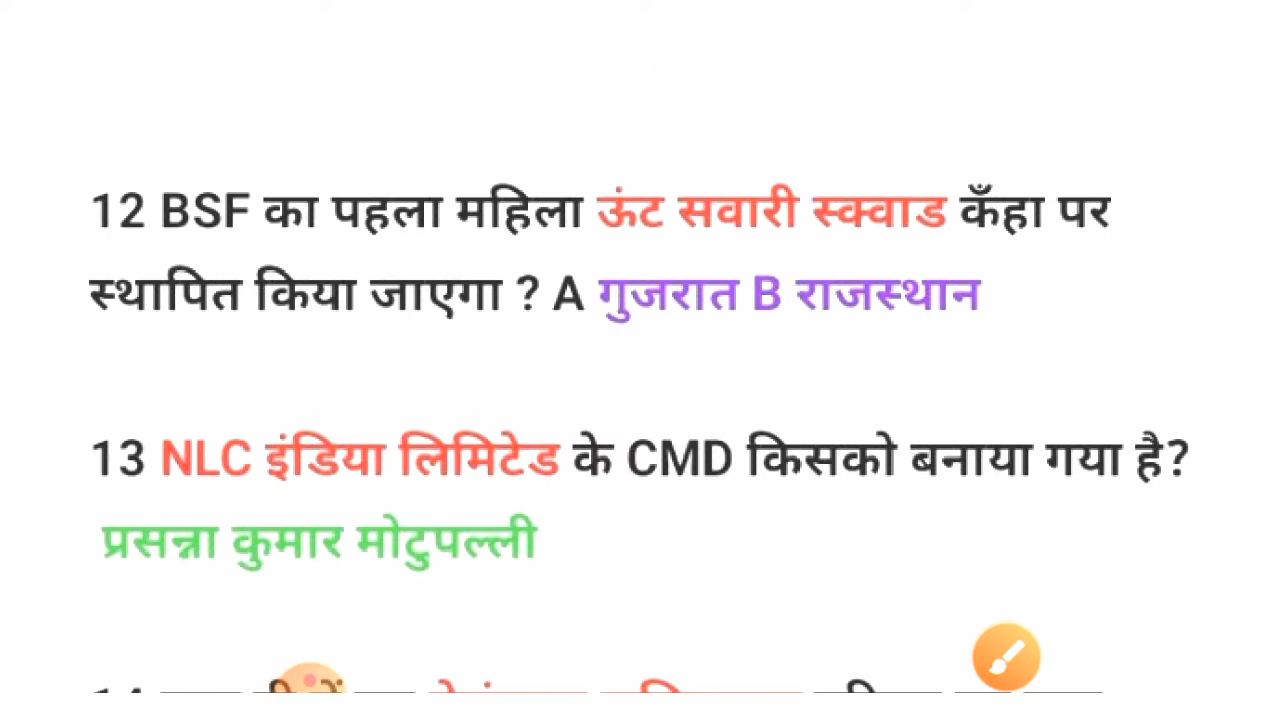 12 BSF का पहला महिला ऊंट सवारी स्क्वाड कँहा पर
स्थापित किया जाएगा ? A गुजरात B राजस्थान
13 NLC इंडिया लिमिटेड के CMD किसको बनाया गया है?
प्रसन्ना कुमार मोटुपल्ली